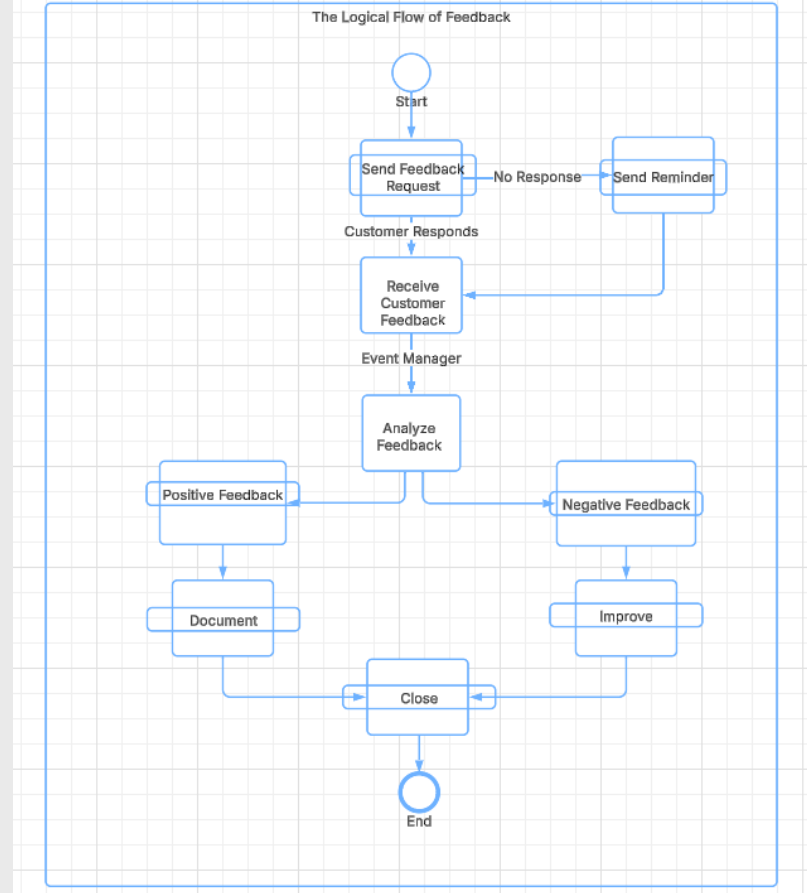 The Logical Flow of Feedback
Start
Send Feedback
Request
No Response
Send Reminder
Customer Responds
Receive
Customer
Feedback
Event Manager
Analyze
Feedback
Positive Feedback
Negative Feedback
Document
Improve
Close
End